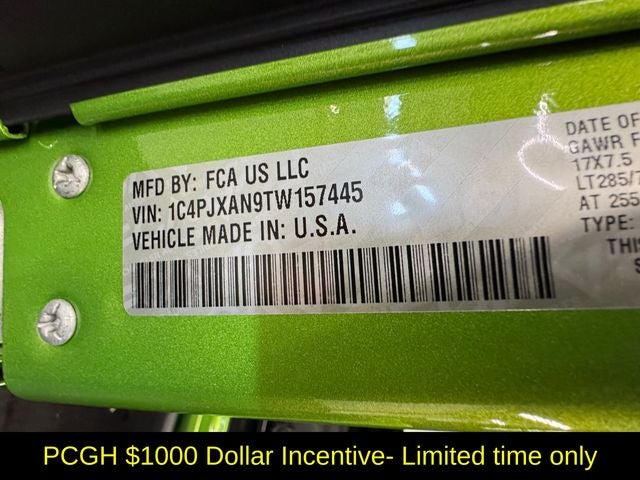 MFD BY: FCA US LLC
VIN: 1C4PJXAN9TW157445
VEHICLE MADE IN: U.S.A.
DATE OF
GAWR F
17X7.5
LT285/7
AT 255
TYPE:
THIS
S
PCGH $1000 Dollar Incentive- Limited time only